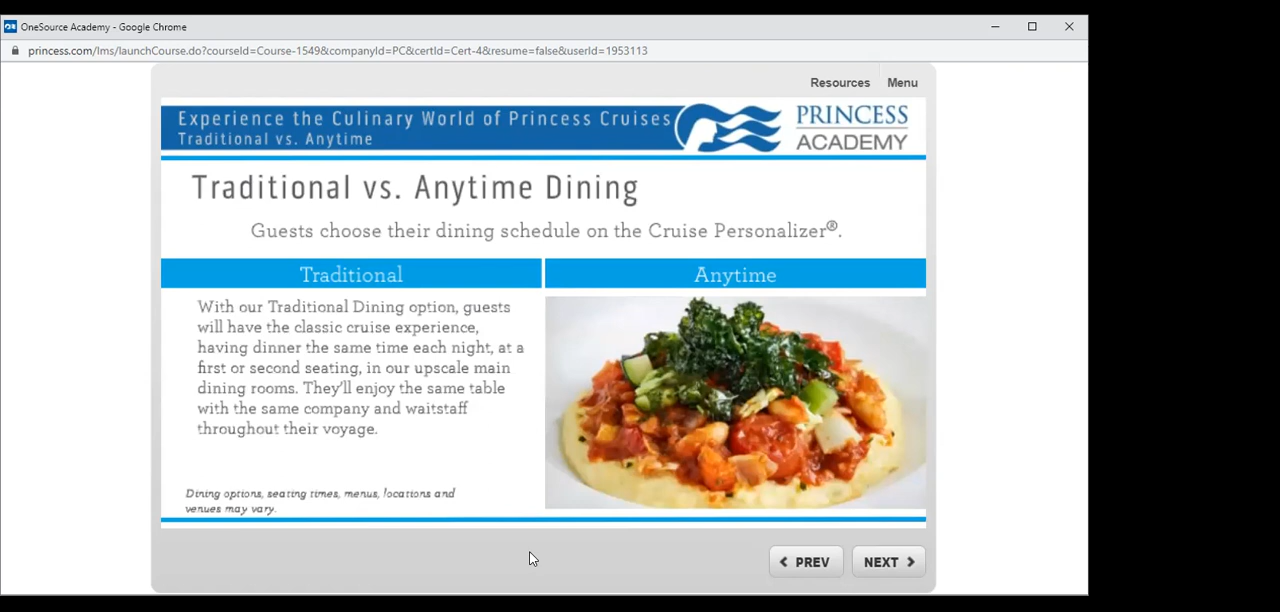 OneSource Academy - Google Chrome
princess.com/lms/launchCourse.do?courseId=Course-1549&companyId=PC&certId=Cert-4&resume=false&userId=1953113
Resources Menu
Experience the Culinary World of Princess Cruises
Traditional vs. Anytime
PRINCESS
ACADEMY
Traditional vs. Anytime Dining
Guests choose their dining schedule on the Cruise Personalizer®.
Traditional
With our Traditional Dining option, guests
will have the classic cruise experience,
having dinner the same time each night, at a
first or second seating, in our upscale main
dining rooms. They'll enjoy the same table
with the same company and waitstaff
throughout their voyage.
Dining options, seating times, menus, locations and
venues may vary.
Anytime
PREV
NEXT